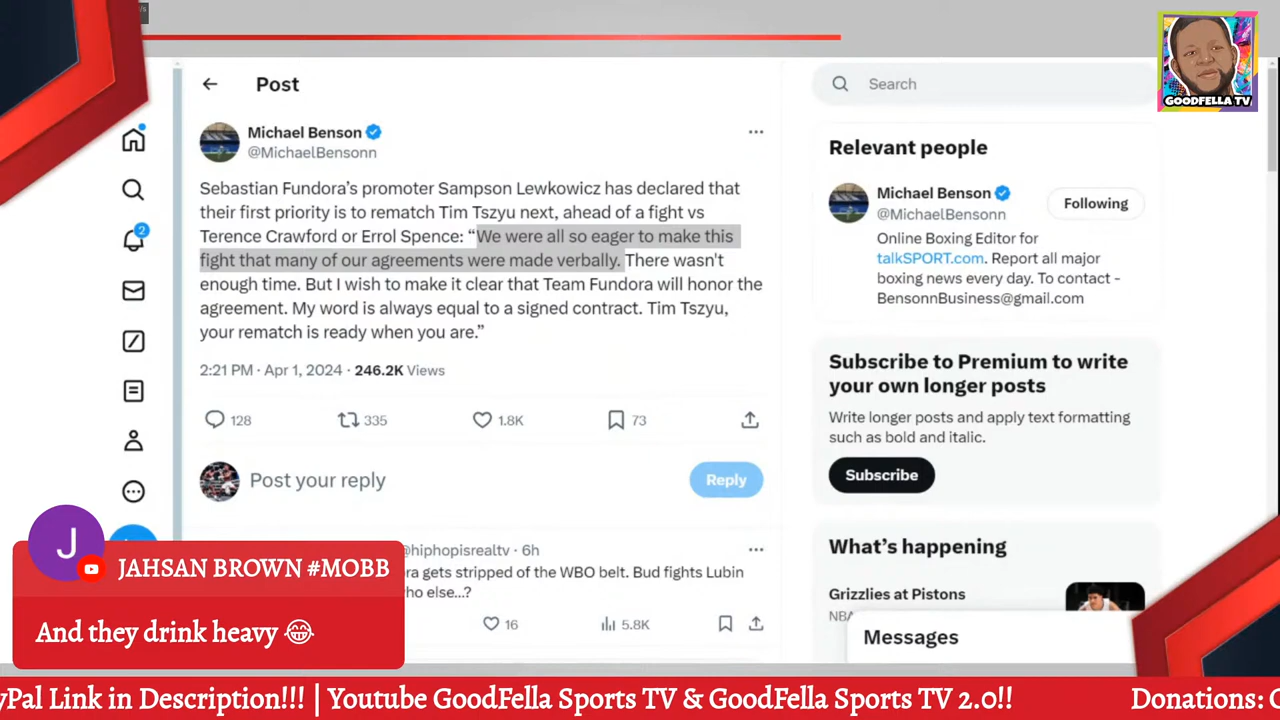 Post
Search
GOODFELLA TV
Michael Benson
@MichaelBensonn
Sebastian Fundora's promoter Sampson Lewkowicz has declared that
their first priority is to rematch Tim Tszyu next, ahead of a fight vs
Terence Crawford or Errol Spence: “We were all so eager to make this
fight that many of our agreements were made verbally. There wasn't
enough time. But I wish to make it clear that Team Fundora will honor the
agreement. My word is always equal to a signed contract. Tim Tszyu,
your rematch is ready when you are.”
2:21 PM · Apr 1, 2024 · 246.2K Views
128 335 1.8K 73
Post your reply
Reply
@hiphopisrealtv · 6h
gets stripped of the WBO belt. Bud fights Lubin
else...?
16 5.8K
2
Relevant people
Michael Benson
@MichaelBensonn
Following
Online Boxing Editor for
talkSPORT.com. Report all major
boxing news every day. To contact -
BensonnBusiness@gmail.com
Subscribe to Premium to write
your own longer posts
Write longer posts and apply text formatting
such as bold and italic.
Subscribe
What's happening
Grizzlies at Pistons
NBA
Messages
J
JAHSAN BROWN #MOBB
And they drink heavy 😂
yPal Link in Description!!! | Youtube GoodFella Sports TV & GoodFella Sports TV 2.0!!
Donations: